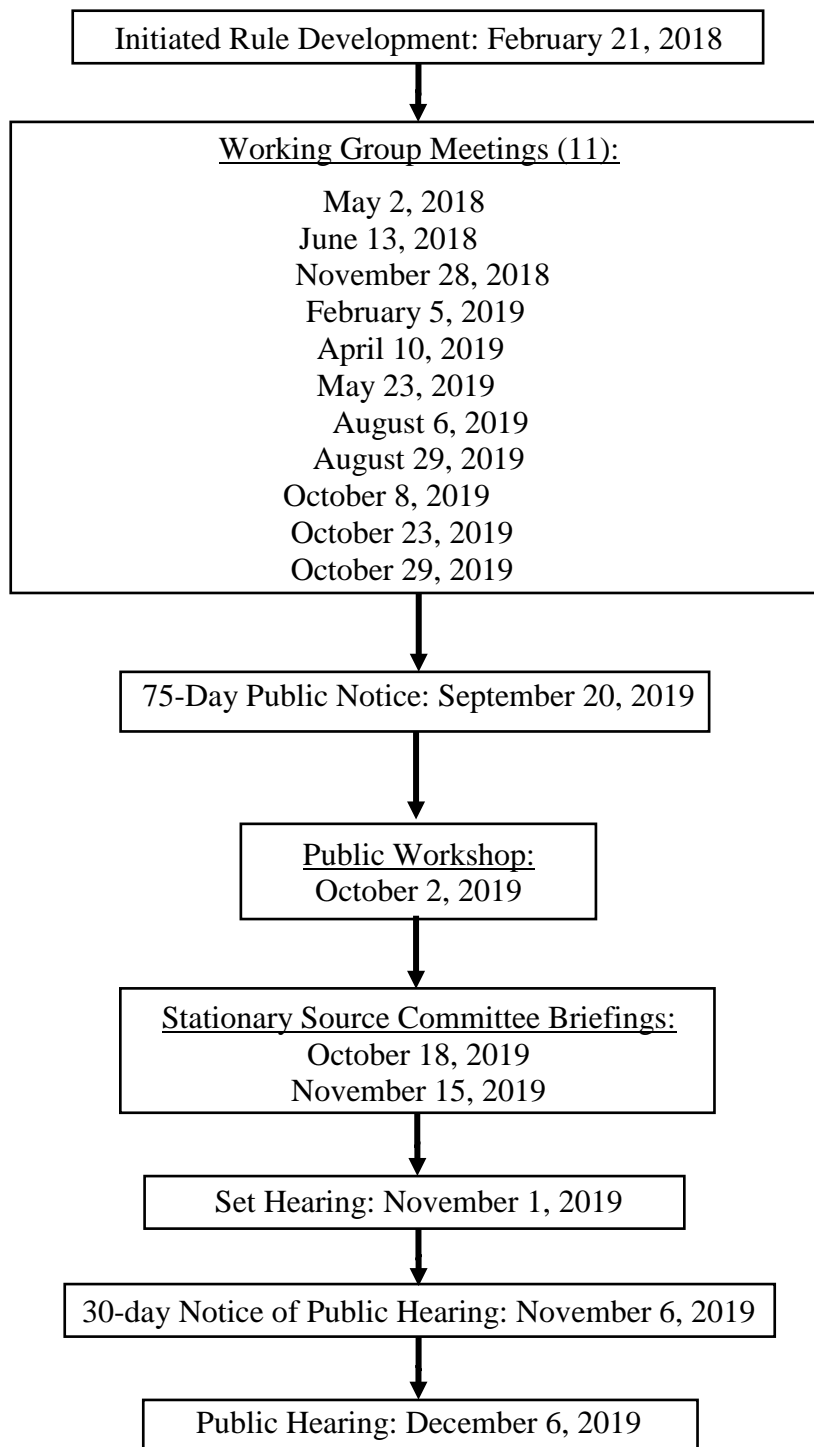 Initiated Rule Development: February 21, 2018
Working Group Meetings (11):
May 2, 2018
June 13, 2018
November 28, 2018
February 5, 2019
April 10, 2019
May 23, 2019
August 6, 2019
August 29, 2019
October 8, 2019
October 23, 2019
October 29, 2019
75-Day Public Notice: September 20, 2019
Public Workshop:
October 2, 2019
Stationary Source Committee Briefings:
October 18, 2019
November 15, 2019
Set Hearing: November 1, 2019
30-day Notice of Public Hearing: November 6, 2019
Public Hearing: December 6, 2019